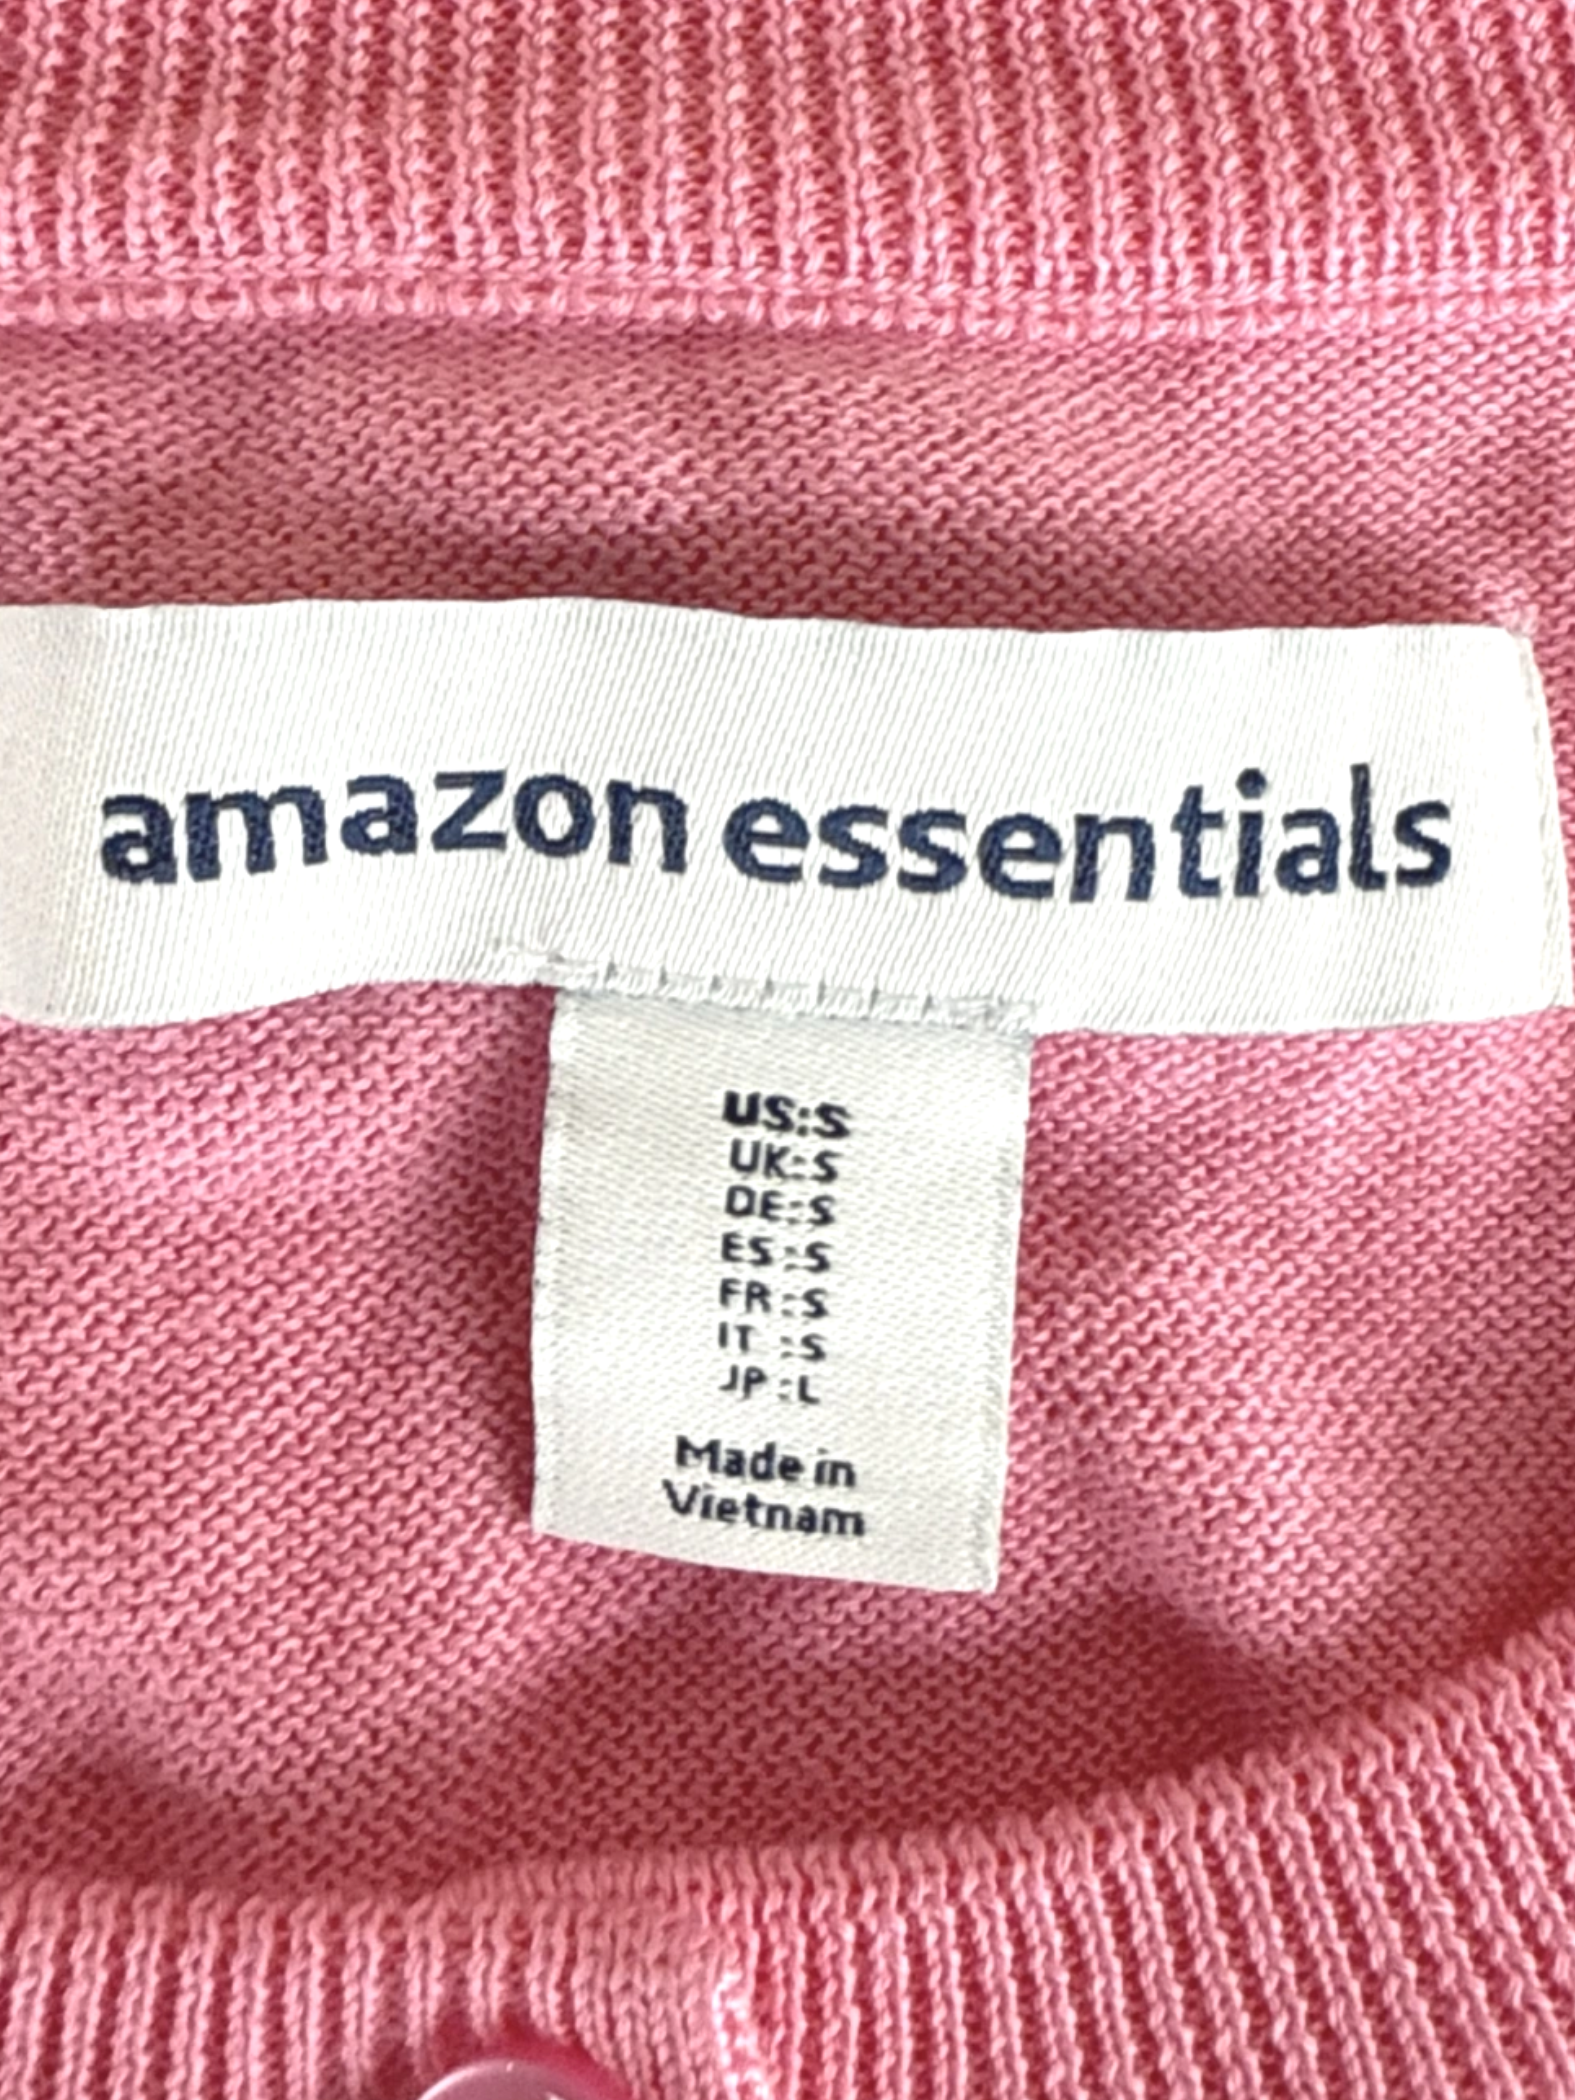 amazon essentials
US:S
UK:S
DE:S
ES :S
FR :S
IT :S
JP :L
Made in
Vietnam